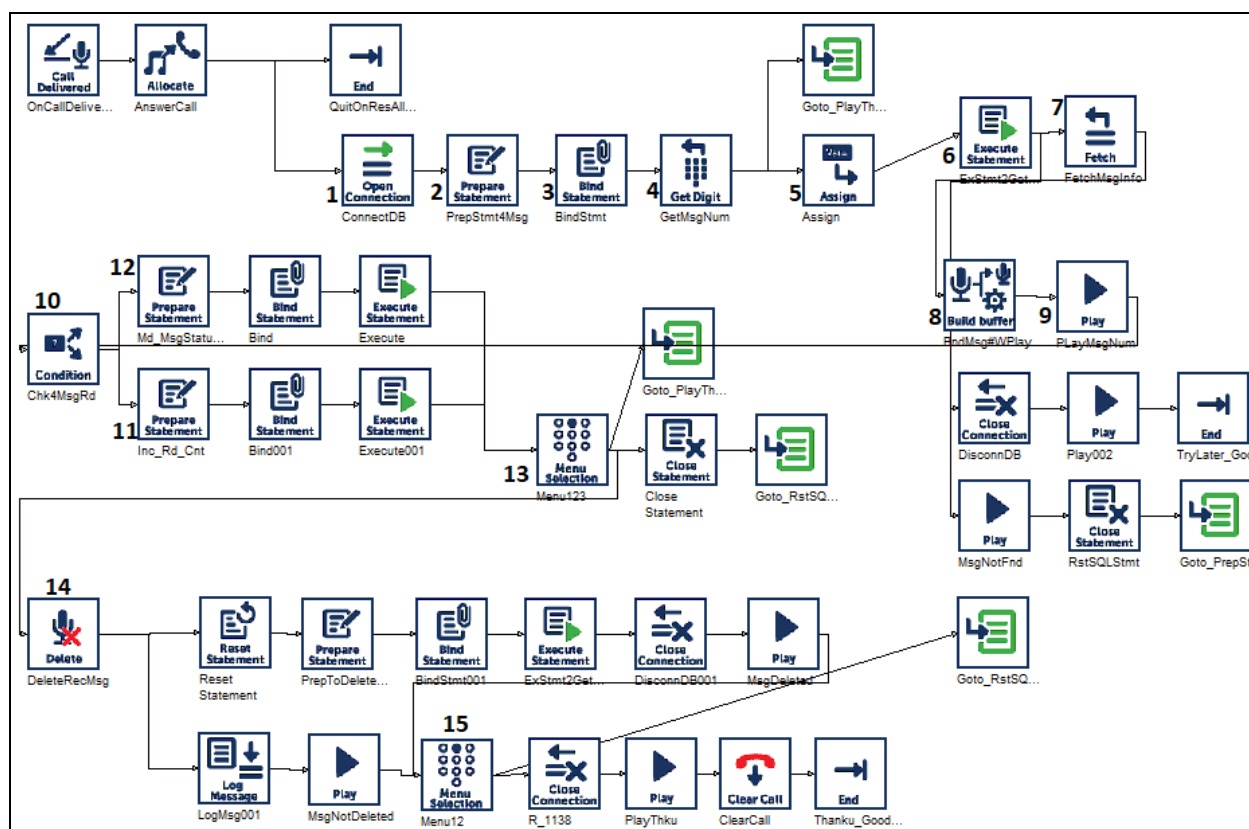 Call
Delivered
OnCallDelive...
Allocate
AnswerCall
End
QuitOnResAll...
Goto_PlayTh...
1
Open
Connection
ConnectDB
2
Prepare
Statement
PrepStmt4Msg
3
Bind
Statement
BindStmt
4
Get Digit
GetMsgNum
5
Assign
Assign
6
Execute
Statement
ExStmt2Get...
7
Fetch
FetchMsgInfo
8
Build buffer
BndMsg#WPlay
9
Play
PLayMsgNum
10
Condition
Chk4MsgRd
12
Prepare
Statement
Md_MsgStatu...
Bind
Statement
Bind
Execute
Statement
Execute
11
Prepare
Statement
Inc_Rd_Cnt
Bind
Statement
Bind001
Execute
Statement
Execute001
Goto_PlayTh...
13
Menu
Selection
Menu123
Close
Statement
Close
Statement
Goto_RstSQ...
Close
Connection
DisconnDB
Play
Play002
End
TryLater_Goo
Play
MsgNotFnd
Close
Statement
RstSQLStmt
Goto_PrepSt
14
Delete
DeleteRecMsg
Reset
Statement
Reset
Statement
Prepare
Statement
PrepToDelete...
Bind
Statement
BindStmt001
Execute
Statement
ExStmt2Get...
Close
Connection
DisconnDB001
Play
MsgDeleted
Goto_RstSQ...
Log
Message
LogMsg001
Play
MsgNotDeleted
15
Menu
Selection
Menu12
Close
Connection
R_1138
Play
PlayThku
Clear Call
ClearCall
End
Thanku_Good...